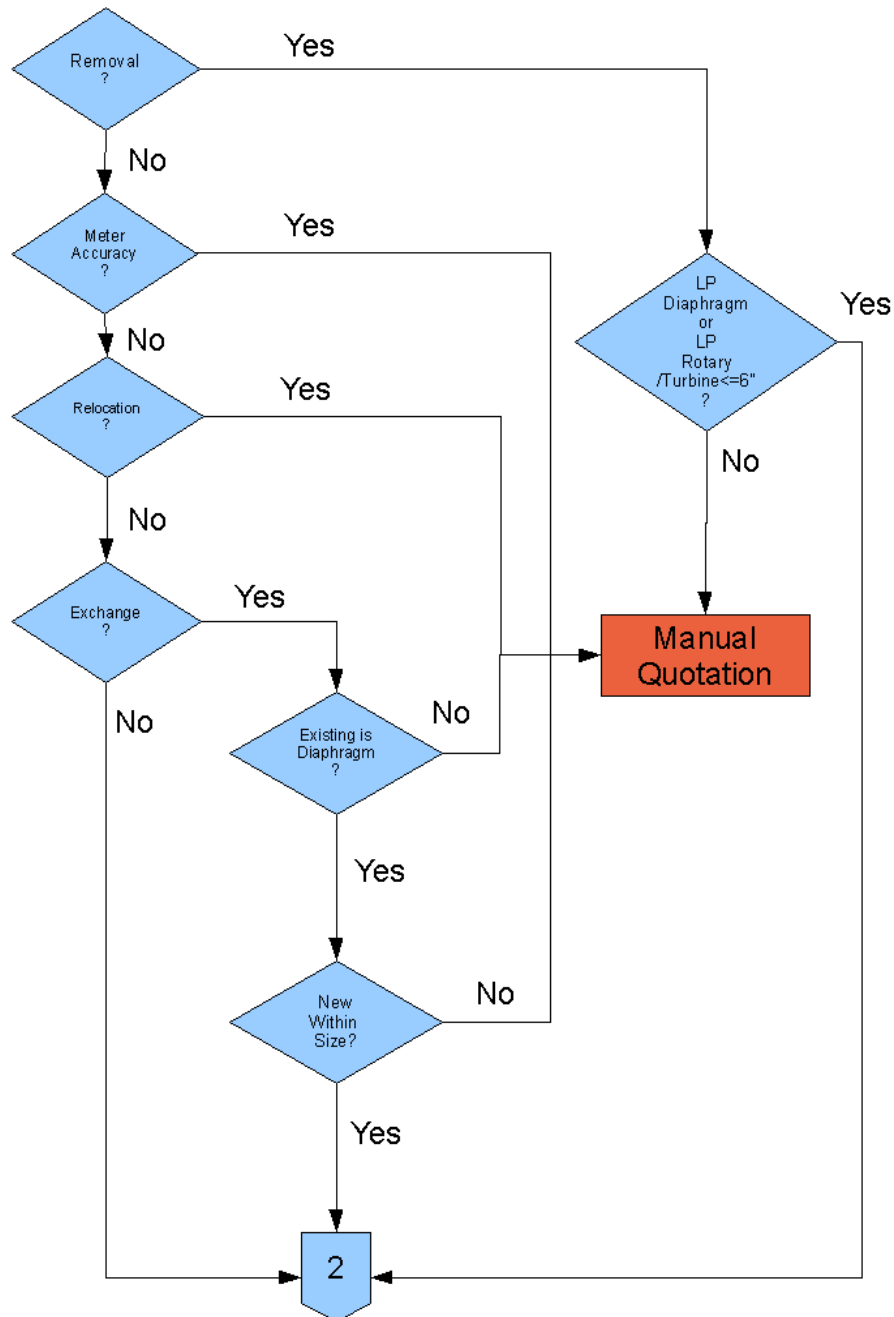 Removal
?
Yes
No
Meter
Accuracy
?
Yes
LP
Diaphragm
or
LP
Rotary
/Turbine<=6"
?
Yes
No
Relocation
?
Yes
No
No
Exchange
?
Yes
Manual
Quotation
No
Existing is
Diaphragm
?
No
Yes
New
Within
Size?
No
Yes
2